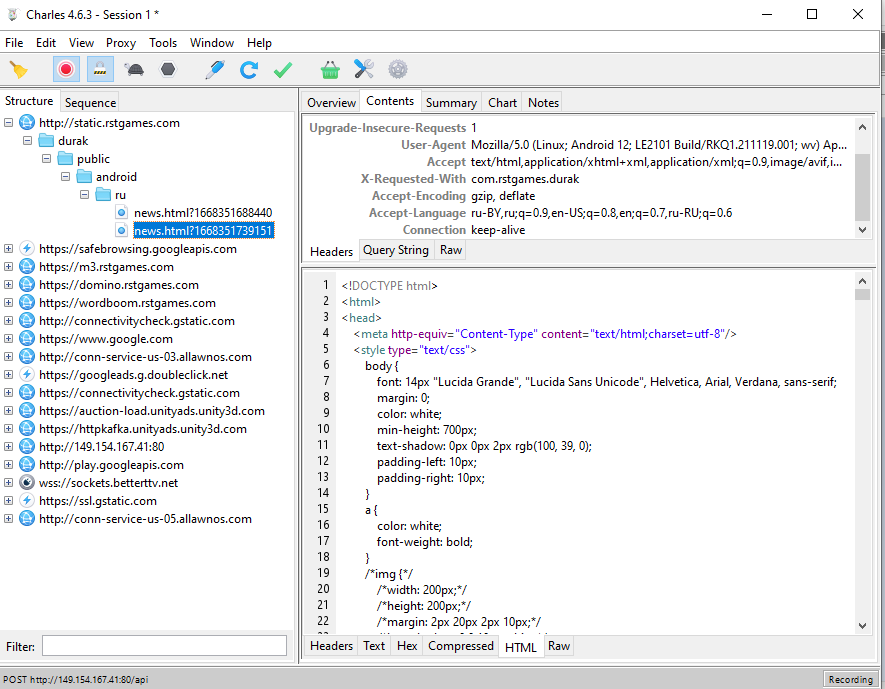 Charles 4.6.3 - Session 1 *
File Edit View Proxy Tools Window Help
Structure Sequence
http://static.rstgames.com
durak
public
android
ru
news.html?1668351688440
news.html?1668351739151
https://safebrowsing.googleapis.com
https://m3.rstgames.com
https://domino.rstgames.com
https://wordboom.rstgames.com
http://connectivitycheck.gstatic.com
https://www.google.com
http://conn-service-us-03.allawnos.com
https://googleads.g.doubleclick.net
https://connectivitycheck.gstatic.com
https://auction-load.unityads.unity3d.com
https://httpkafka.unityads.unity3d.com
http://149.154.167.41:80
http://play.googleapis.com
wss://sockets.betterttv.net
https://ssl.gstatic.com
http://conn-service-us-05.allawnos.com
Filter:
Overview Contents Summary Chart Notes
Upgrade-Insecure-Requests 1
User-Agent Mozilla/5.0 (Linux; Android 12; LE2101 Build/RKQ1.211119.001; wv) Ap...
Accept text/html,application/xhtml+xml,application/xml;q=0.9,image/avif,i...
X-Requested-With com.rstgames.durak
Accept-Encoding gzip, deflate
Accept-Language ru-BY,ru;q=0.9,en-US;q=0.8,en;q=0.7,ru-RU;q=0.6
Connection keep-alive
Headers Query String Raw
1 <!DOCTYPE html>
2 <html>
3 <head>
4 <meta http-equiv="Content-Type" content="text/html;charset=utf-8"/>
5 <style type="text/css">
6 body {
7 font: 14px "Lucida Grande", "Lucida Sans Unicode", Helvetica, Arial, Verdana, sans-serif;
8 margin: 0;
9 color: white;
10 min-height: 700px;
11 text-shadow: 0px 0px 2px rgb(100, 39, 0);
12 padding-left: 10px;
13 padding-right: 10px;
14 }
15 a {
16 color: white;
17 font-weight: bold;
18 }
19 /*img {*/
20 /*width: 200px;*/
21 /*height: 200px;*/
22 /*margin: 2px 20px 2px 10px;*/
Headers Text Hex Compressed HTML Raw
POST http://149.154.167.41:80/api
Recording